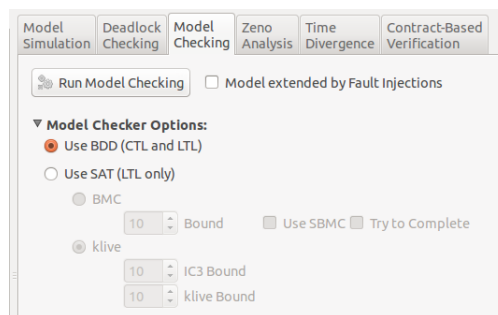 Model Simulation
Deadlock Checking
Model Checking
Zeno Analysis
Time Divergence
Contract-Based Verification
Run Model Checking
Model extended by Fault Injections
Model Checker Options:
Use BDD (CTL and LTL)
Use SAT (LTL only)
BMC
10 Bound Use SBMC Try to Complete
klive
10 IC3 Bound
10 klive Bound